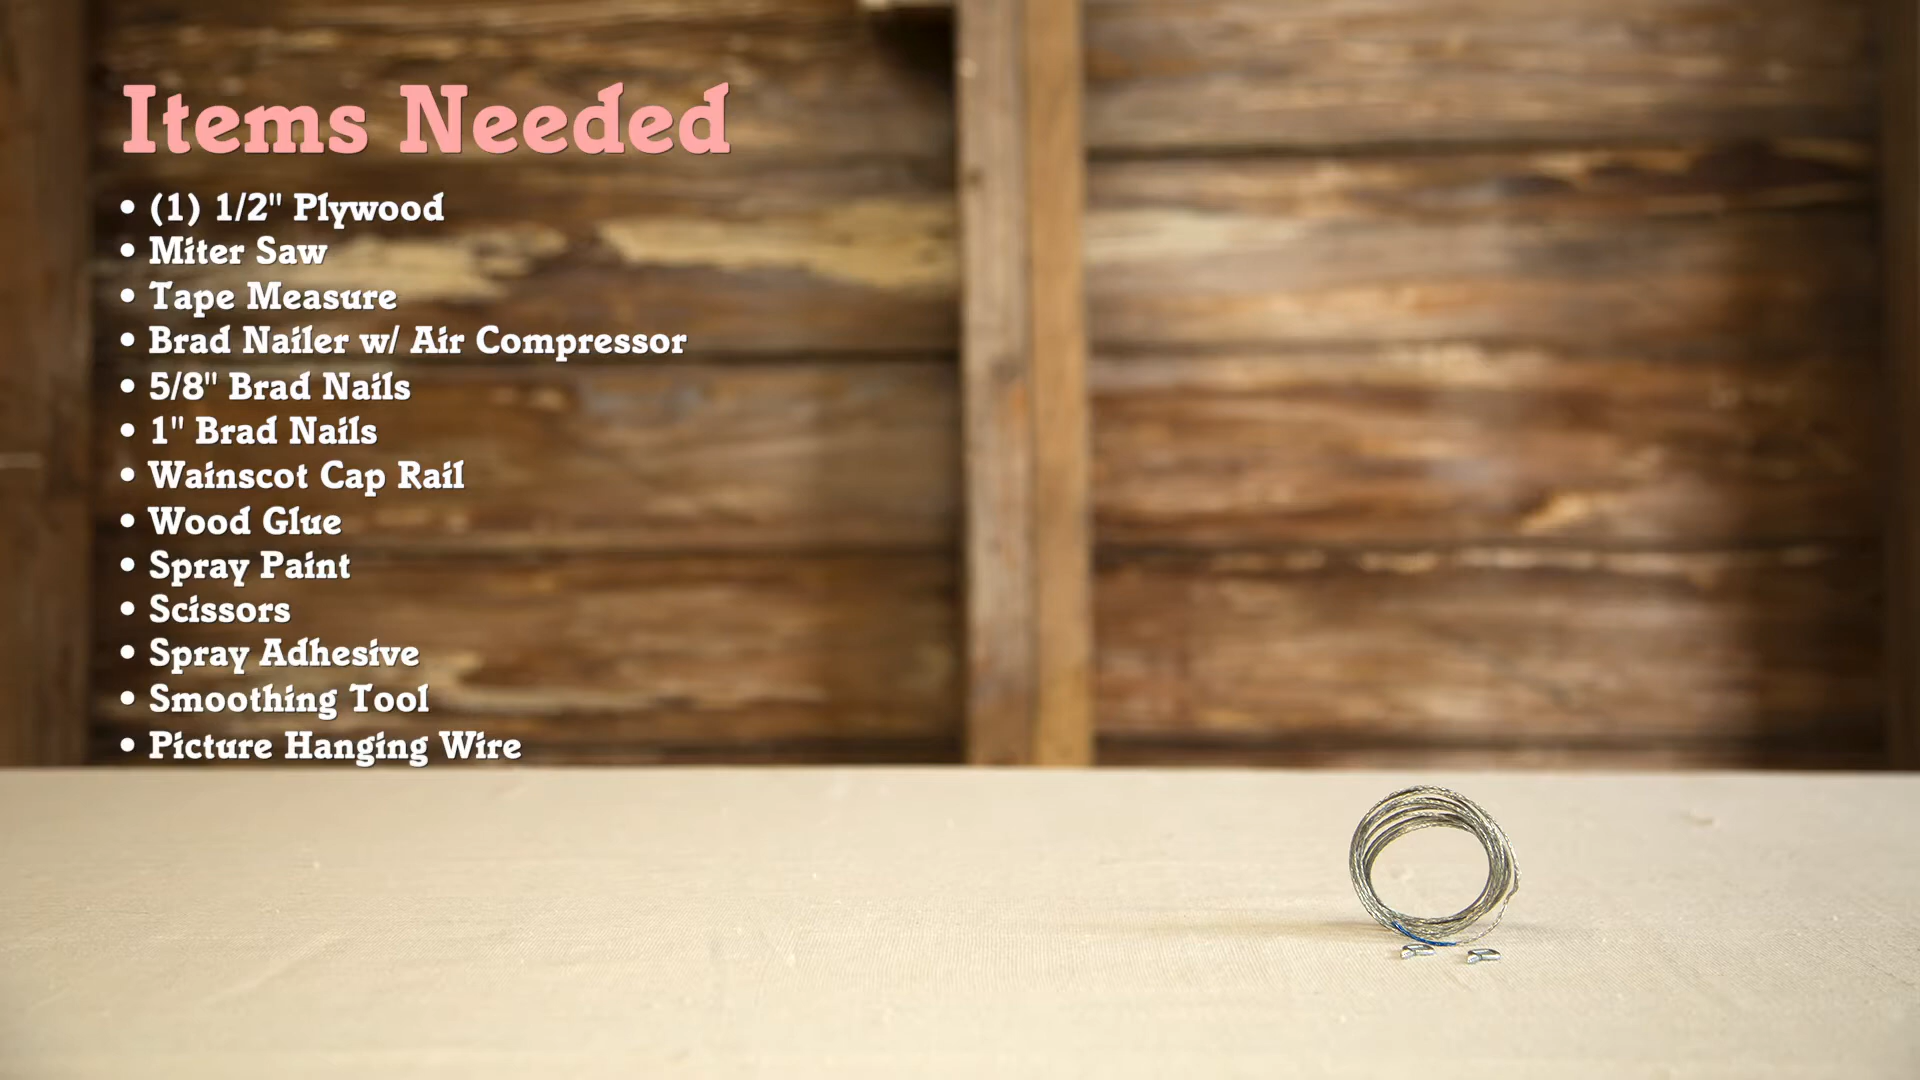 Items Needed
• (1) 1/2" Plywood
• Miter Saw
• Tape Measure
• Brad Nailer w/ Air Compressor
• 5/8" Brad Nails
• 1" Brad Nails
• Wainscot Cap Rail
• Wood Glue
• Spray Paint
• Scissors
• Spray Adhesive
• Smoothing Tool
• Picture Hanging Wire